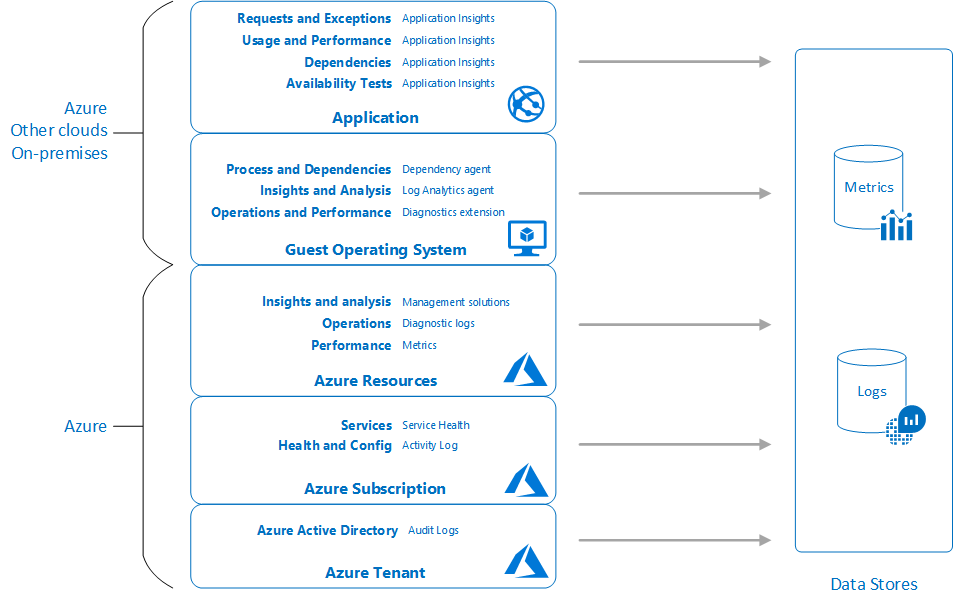 Requests and Exceptions Application Insights
Usage and Performance Application Insights
Dependencies Application Insights
Availability Tests Application Insights
Application
Azure
Other clouds
On-premises
Process and Dependencies Dependency agent
Insights and Analysis Log Analytics agent
Operations and Performance Diagnostics extension
Guest Operating System
Insights and analysis Management solutions
Operations Diagnostic logs
Performance Metrics
Azure Resources
Azure
Services Service Health
Health and Config Activity Log
Azure Subscription
Azure Active Directory Audit Logs
Azure Tenant
Metrics
Logs
Data Stores